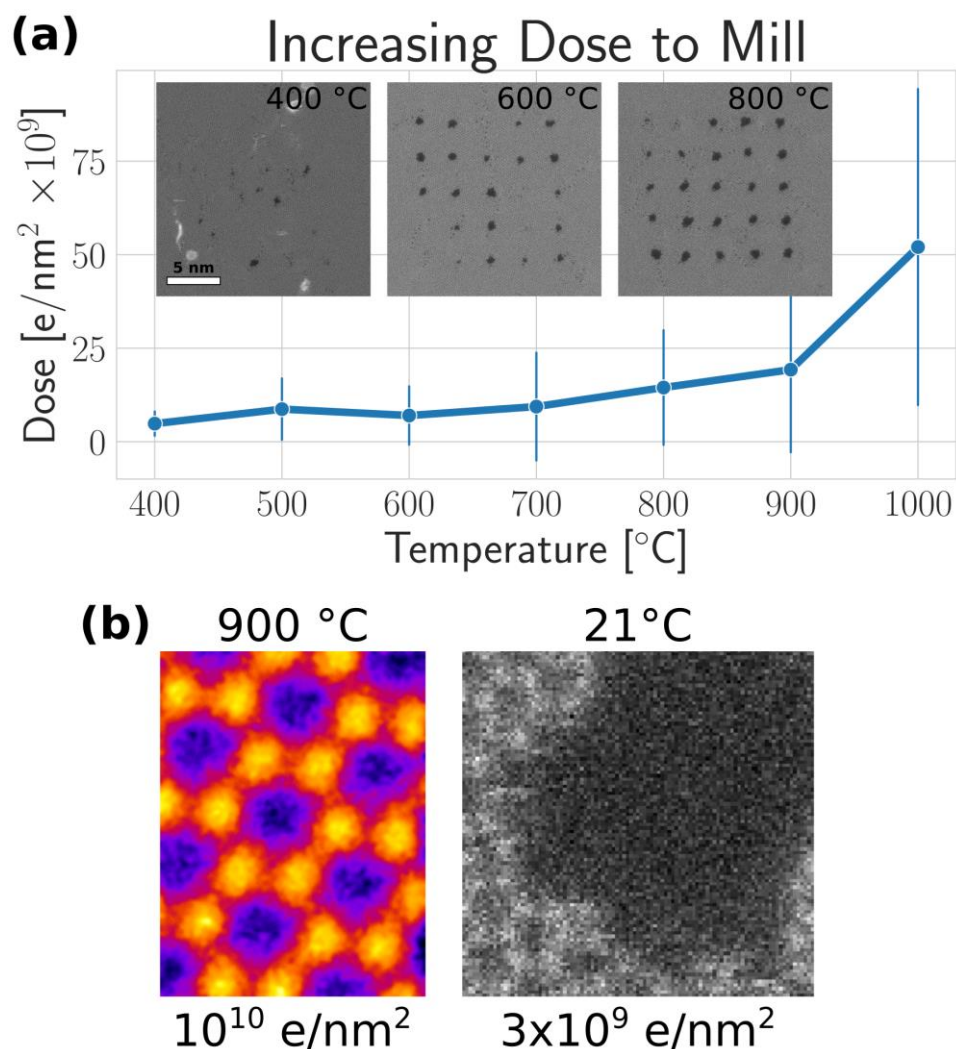 (a)
Increasing Dose to Mill
400 °C
600 °C
800 °C
5 nm
Dose [e/nm² ×10⁹]
75
50
25
0
400 500 600 700 800 900 1000
Temperature [°C]
(b)
900 °C
21°C
10¹⁰ e/nm²
3x10⁹ e/nm²